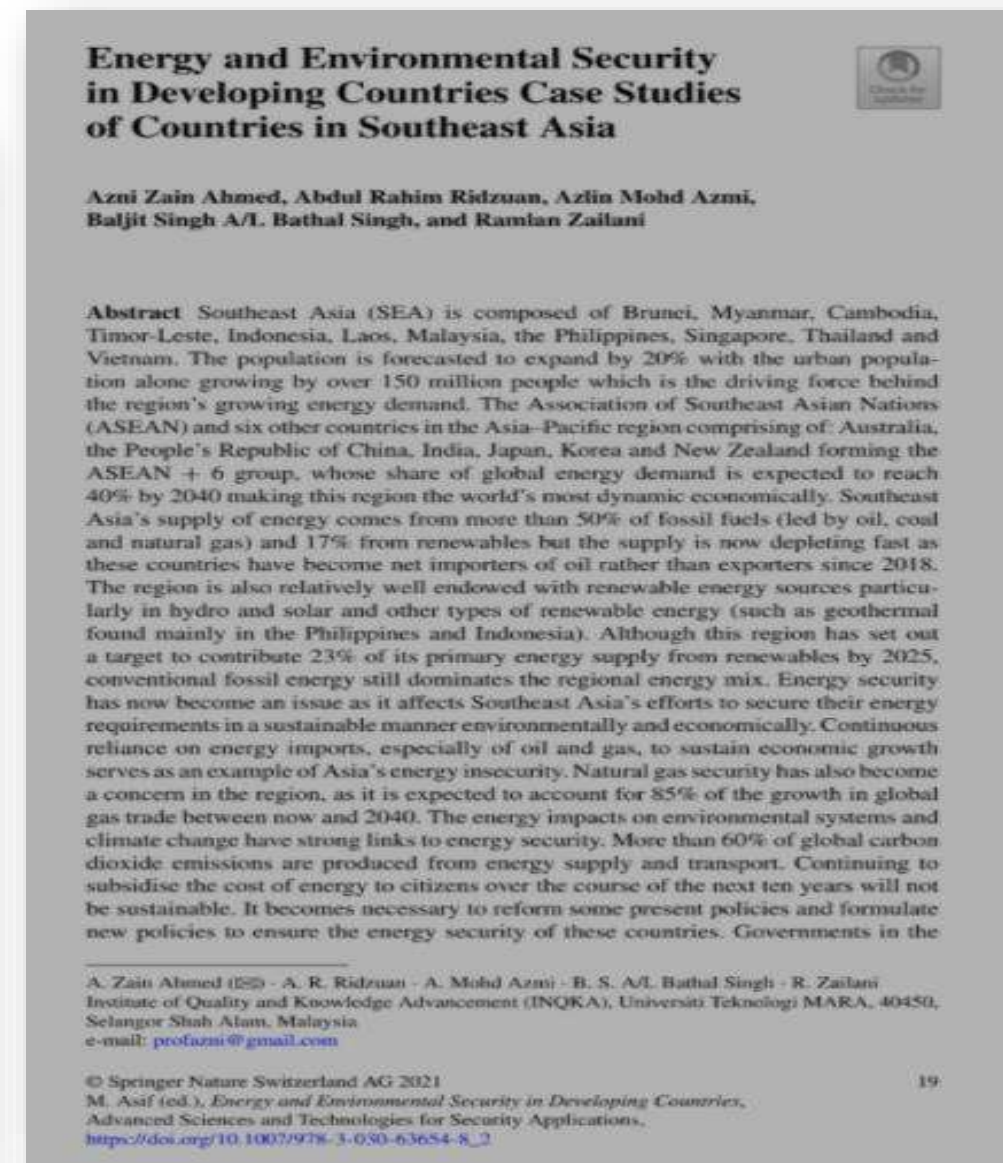 Energy and Environmental Security
in Developing Countries Case Studies
of Countries in Southeast Asia
Check for
updates
Azni Zain Ahmed, Abdul Rahim Ridzuan, Azlin Mohd Azmi,
Baljit Singh A/L Bathal Singh, and Ramlan Zailani
Abstract Southeast Asia (SEA) is composed of Brunei, Myanmar, Cambodia,
Timor-Leste, Indonesia, Laos, Malaysia, the Philippines, Singapore, Thailand and
Vietnam. The population is forecasted to expand by 20% with the urban popula-
tion alone growing by over 150 million people which is the driving force behind
the region's growing energy demand. The Association of Southeast Asian Nations
(ASEAN) and six other countries in the Asia–Pacific region comprising of: Australia,
the People's Republic of China, India, Japan, Korea and New Zealand forming the
ASEAN + 6 group, whose share of global energy demand is expected to reach
40% by 2040 making this region the world's most dynamic economically. Southeast
Asia's supply of energy comes from more than 50% of fossil fuels (led by oil, coal
and natural gas) and 17% from renewables but the supply is now depleting fast as
these countries have become net importers of oil rather than exporters since 2018.
The region is also relatively well endowed with renewable energy sources particu-
larly in hydro and solar and other types of renewable energy (such as geothermal
found mainly in the Philippines and Indonesia). Although this region has set out
a target to contribute 23% of its primary energy supply from renewables by 2025,
conventional fossil energy still dominates the regional energy mix. Energy security
has now become an issue as it affects Southeast Asia's efforts to secure their energy
requirements in a sustainable manner environmentally and economically. Continuous
reliance on energy imports, especially of oil and gas, to sustain economic growth
serves as an example of Asia's energy insecurity. Natural gas security has also become
a concern in the region, as it is expected to account for 85% of the growth in global
gas trade between now and 2040. The energy impacts on environmental systems and
climate change have strong links to energy security. More than 60% of global carbon
dioxide emissions are produced from energy supply and transport. Continuing to
subsidise the cost of energy to citizens over the course of the next ten years will not
be sustainable. It becomes necessary to reform some present policies and formulate
new policies to ensure the energy security of these countries. Governments in the
A. Zain Ahmed (✉) · A. R. Ridzuan · A. Mohd Azmi · B. S. A/L Bathal Singh · R. Zailani
Institute of Quality and Knowledge Advancement (INQKA), Universiti Teknologi MARA, 40450,
Selangor Shah Alam, Malaysia
e-mail: profazni@gmail.com
© Springer Nature Switzerland AG 2021 19
M. Asif (ed.), Energy and Environmental Security in Developing Countries,
Advanced Sciences and Technologies for Security Applications,
https://doi.org/10.1007/978-3-030-63654-8_2